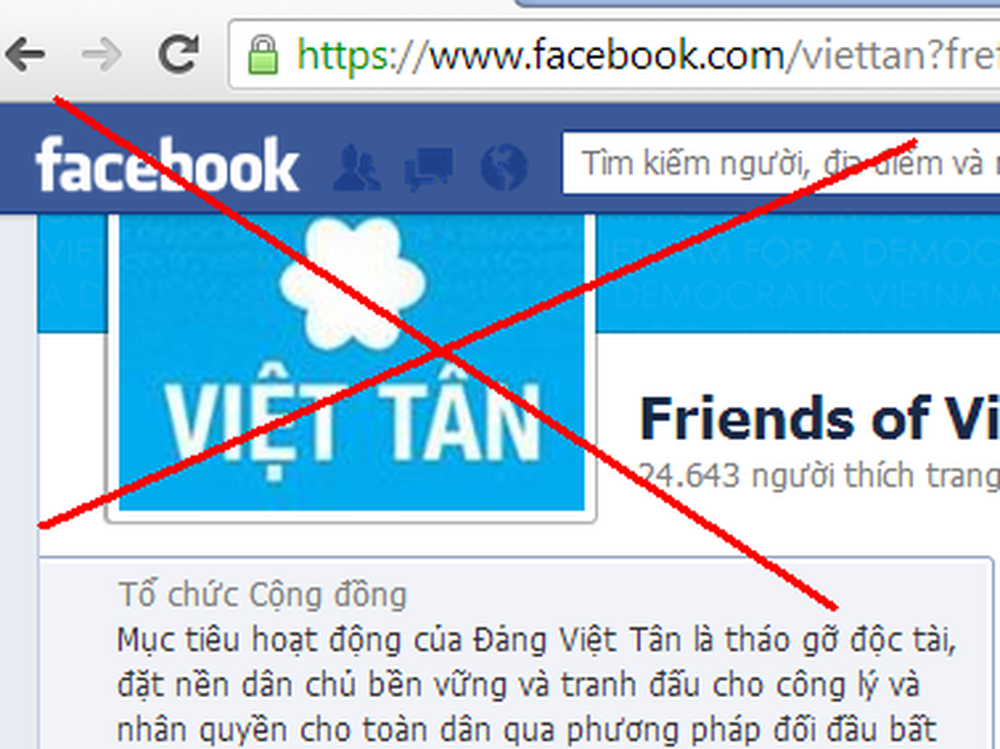 https://www.facebook.com/viettan?fref
facebook
Tìm kiếm người, địa điểm và
VIỆT TÂN
VIETNAM FOR A DEMOC
DEMOCRATIC VIETNAM
Friends of Vi
24.643 người thích trang
Tổ chức Cộng đồng
Mục tiêu hoạt động của Đảng Việt Tân là tháo gỡ độc tài,
đặt nền dân chủ bền vững và tranh đấu cho công lý và
nhân quyền cho toàn dân qua phương pháp đối đầu bất